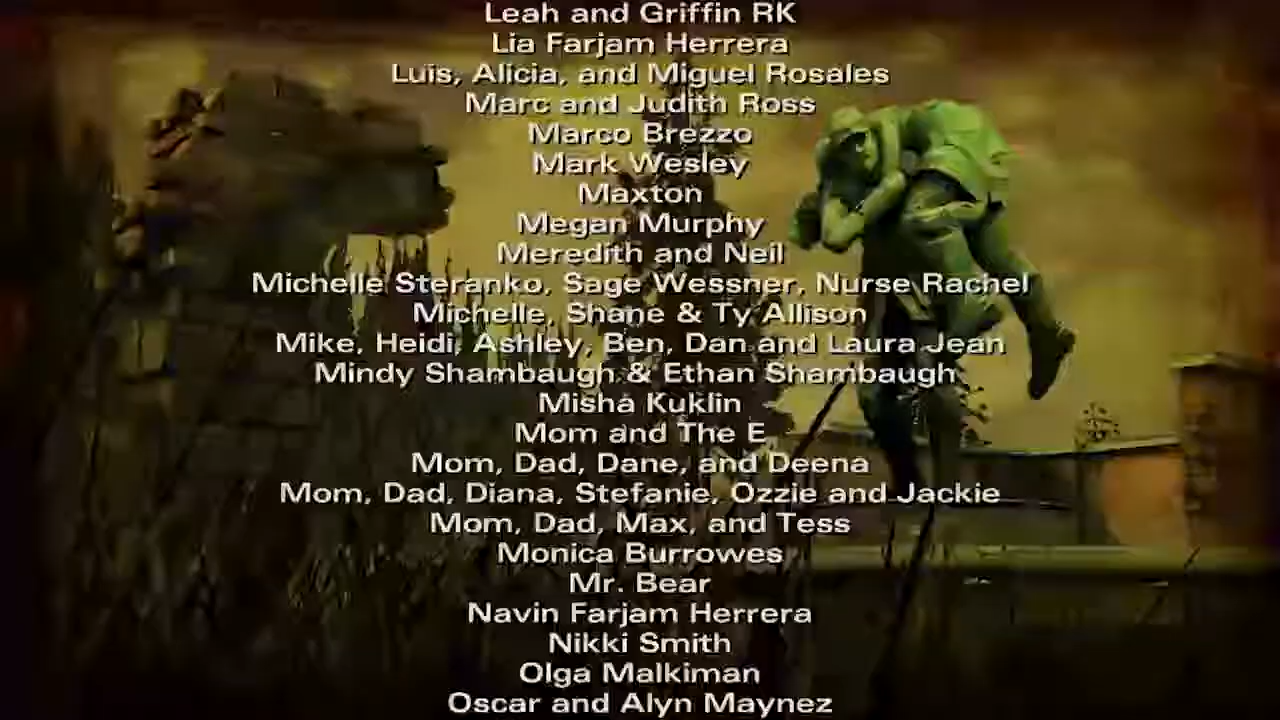 Leah and Griffin RK
Lia Farjam Herrera
Luis, Alicia, and Miguel Rosales
Marc and Judith Ross
Marco Brezzo
Mark Wesley
Maxton
Megan Murphy
Meredith and Neil
Michelle Steranko, Sage Wessner, Nurse Rachel
Michelle, Shane & Ty Allison
Mike, Heidi, Ashley, Ben, Dan and Laura Jean
Mindy Shambaugh & Ethan Shambaugh
Misha Kuklin
Mom and The E
Mom, Dad, Dane, and Deena
Mom, Dad, Diana, Stefanie, Ozzie and Jackie
Mom, Dad, Max, and Tess
Monica Burrowes
Mr. Bear
Navin Farjam Herrera
Nikki Smith
Olga Malkiman
Oscar and Alyn Maynez